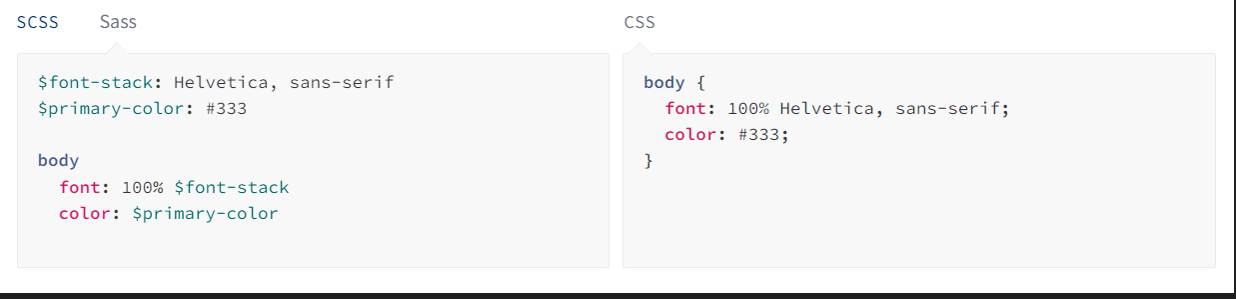 SCSS Sass
$font-stack: Helvetica, sans-serif
$primary-color: #333
body
font: 100% $font-stack
color: $primary-color
CSS
body {
font: 100% Helvetica, sans-serif;
color: #333;
}